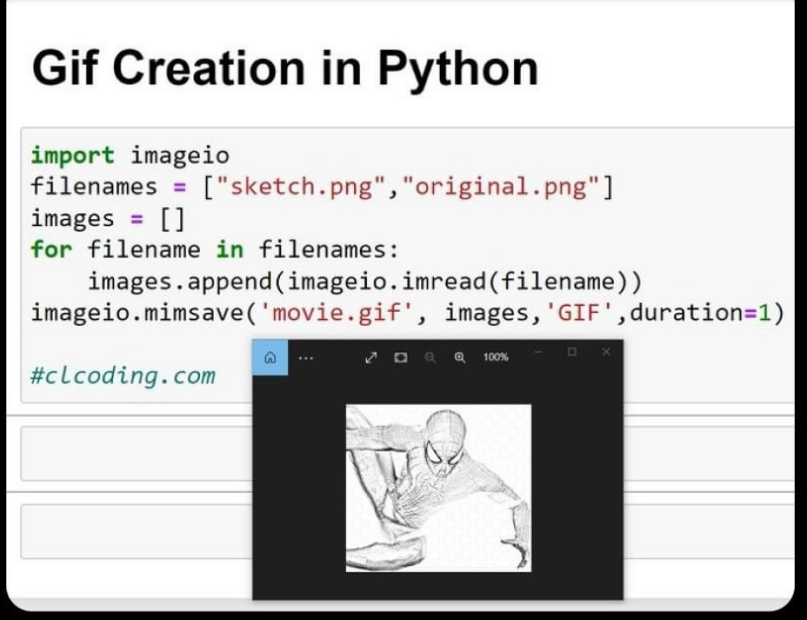 Gif Creation in Python
import imageio
filenames = ["sketch.png","original.png"]
images = []
for filename in filenames:
    images.append(imageio.imread(filename))
imageio.mimsave('movie.gif', images,'GIF',duration=1)
#clcoding.com
100%